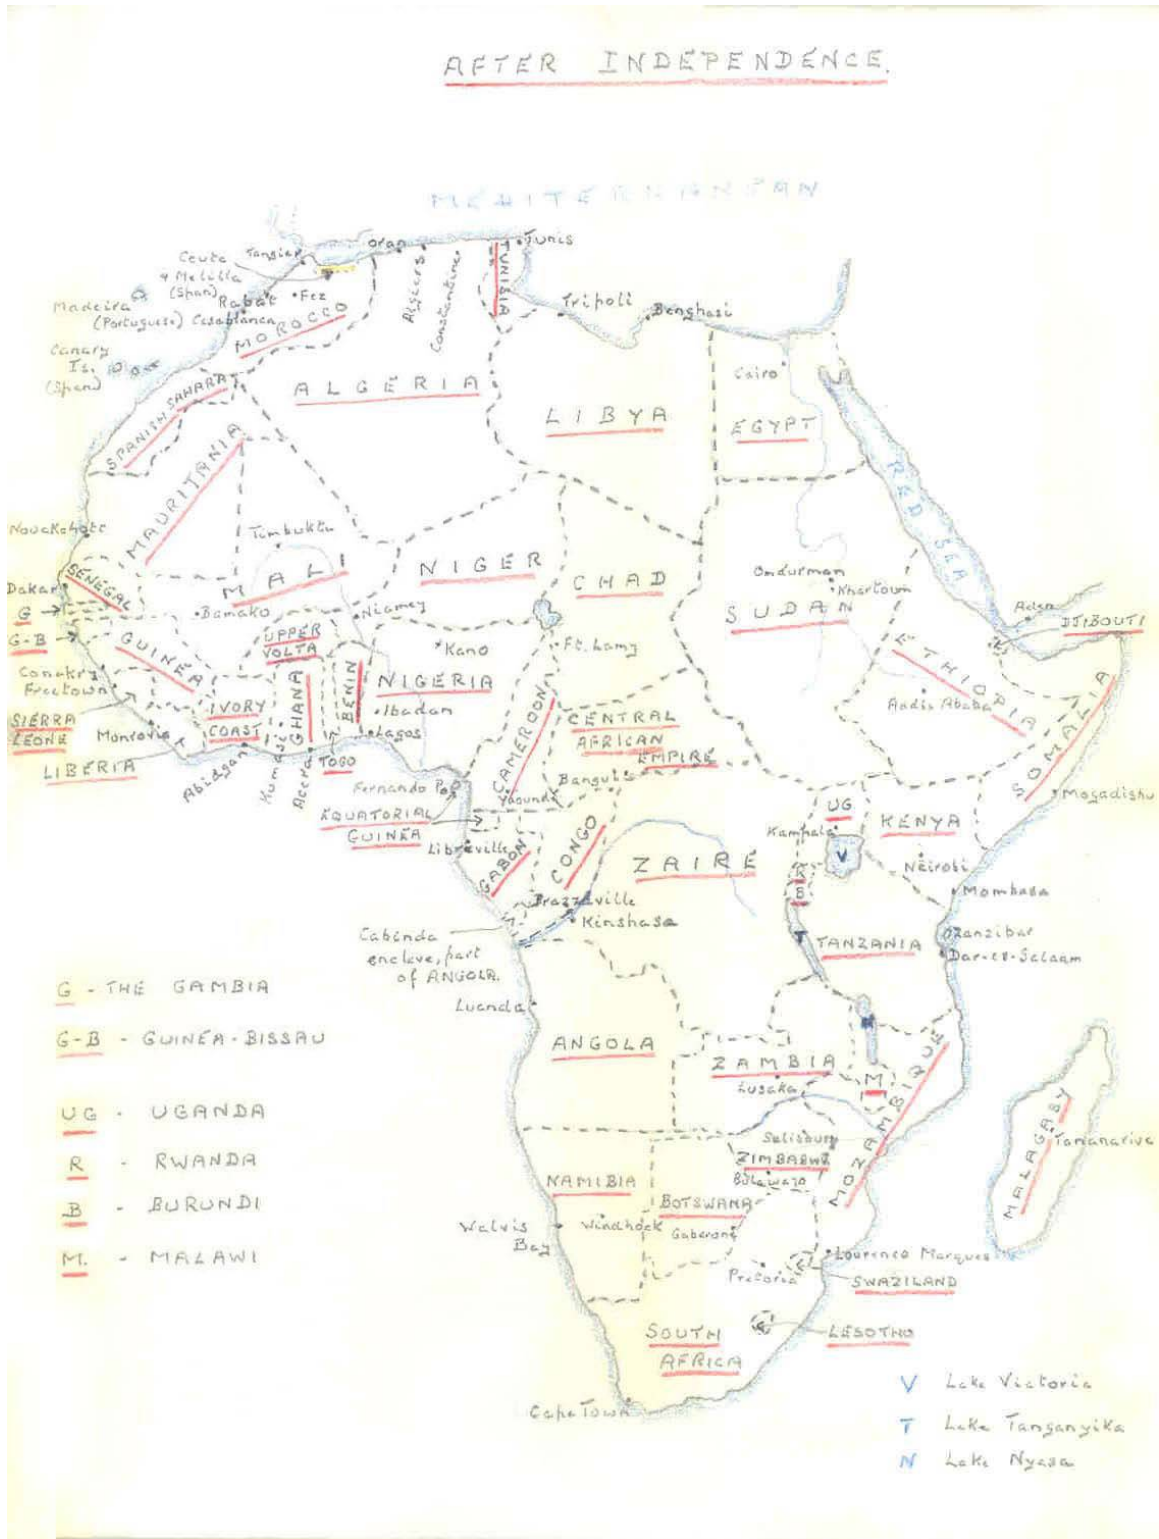 AFTER INDEPENDENCE.
MEDITERRANEAN
Ceuta
& Melilla
(Span)
Tangier
Oran
Algiers
Constantine
TUNISIA
Tunis
Madeira
(Portuguese)
Rabat
Casablanca
Fez
MOROCCO
Tripoli
Benghasi
Canary
Is.
(Span)
SPANISH SAHARA
ALGERIA
LIBYA
Cairo
EGYPT
RED SEA
MAURITANIA
Nouakchott
Timbuktu
MALI
NIGER
CHAD
Omdurman
Khartoum
SUDAN
Aden
DJIBOUTI
Dakar
SENEGAL
G
G-B
Bamako
Niamey
UPPER
VOLTA
Kano
Ft. Lamy
ETHIOPIA
Addis Ababa
SOMALIA
Conakry
Freetown
GUINEA
SIERRA
LEONE
Monrovia
LIBERIA
IVORY
COAST
Abidgan
Kumasi
GHANA
Accra
TOGO
BENIN
NIGERIA
Ibadan
Lagos
CAMEROON
CENTRAL
AFRICAN
EMPIRE
Bangui
Fernando Po
Yaounde
EQUATORIAL
GUINEA
Libreville
GABON
CONGO
Brazzaville
Kinshasa
ZAIRE
UG
Kampala
V
KENYA
Nairobi
Mogadishu
Mombasa
R
B
T
TANZANIA
Zanzibar
Dar-es-Salaam
Cabinda
enclave, part
of ANGOLA.
Luanda
ANGOLA
ZAMBIA
Lusaka
N
M
MOZAMBIQUE
Salisbury
ZIMBABWE
Bulawayo
MALAGASY
Tananarive
NAMIBIA
Walvis
Bay
Windhock
BOTSWANA
Gaberone
Pretoria
Lourenco Marques
SWAZILAND
SOUTH
AFRICA
LESOTHO
Cape Town
G - THE GAMBIA
G-B - GUINEA-BISSAU
UG - UGANDA
R - RWANDA
B - BURUNDI
M. - MALAWI
V Lake Victoria
T Lake Tanganyika
N Lake Nyasa